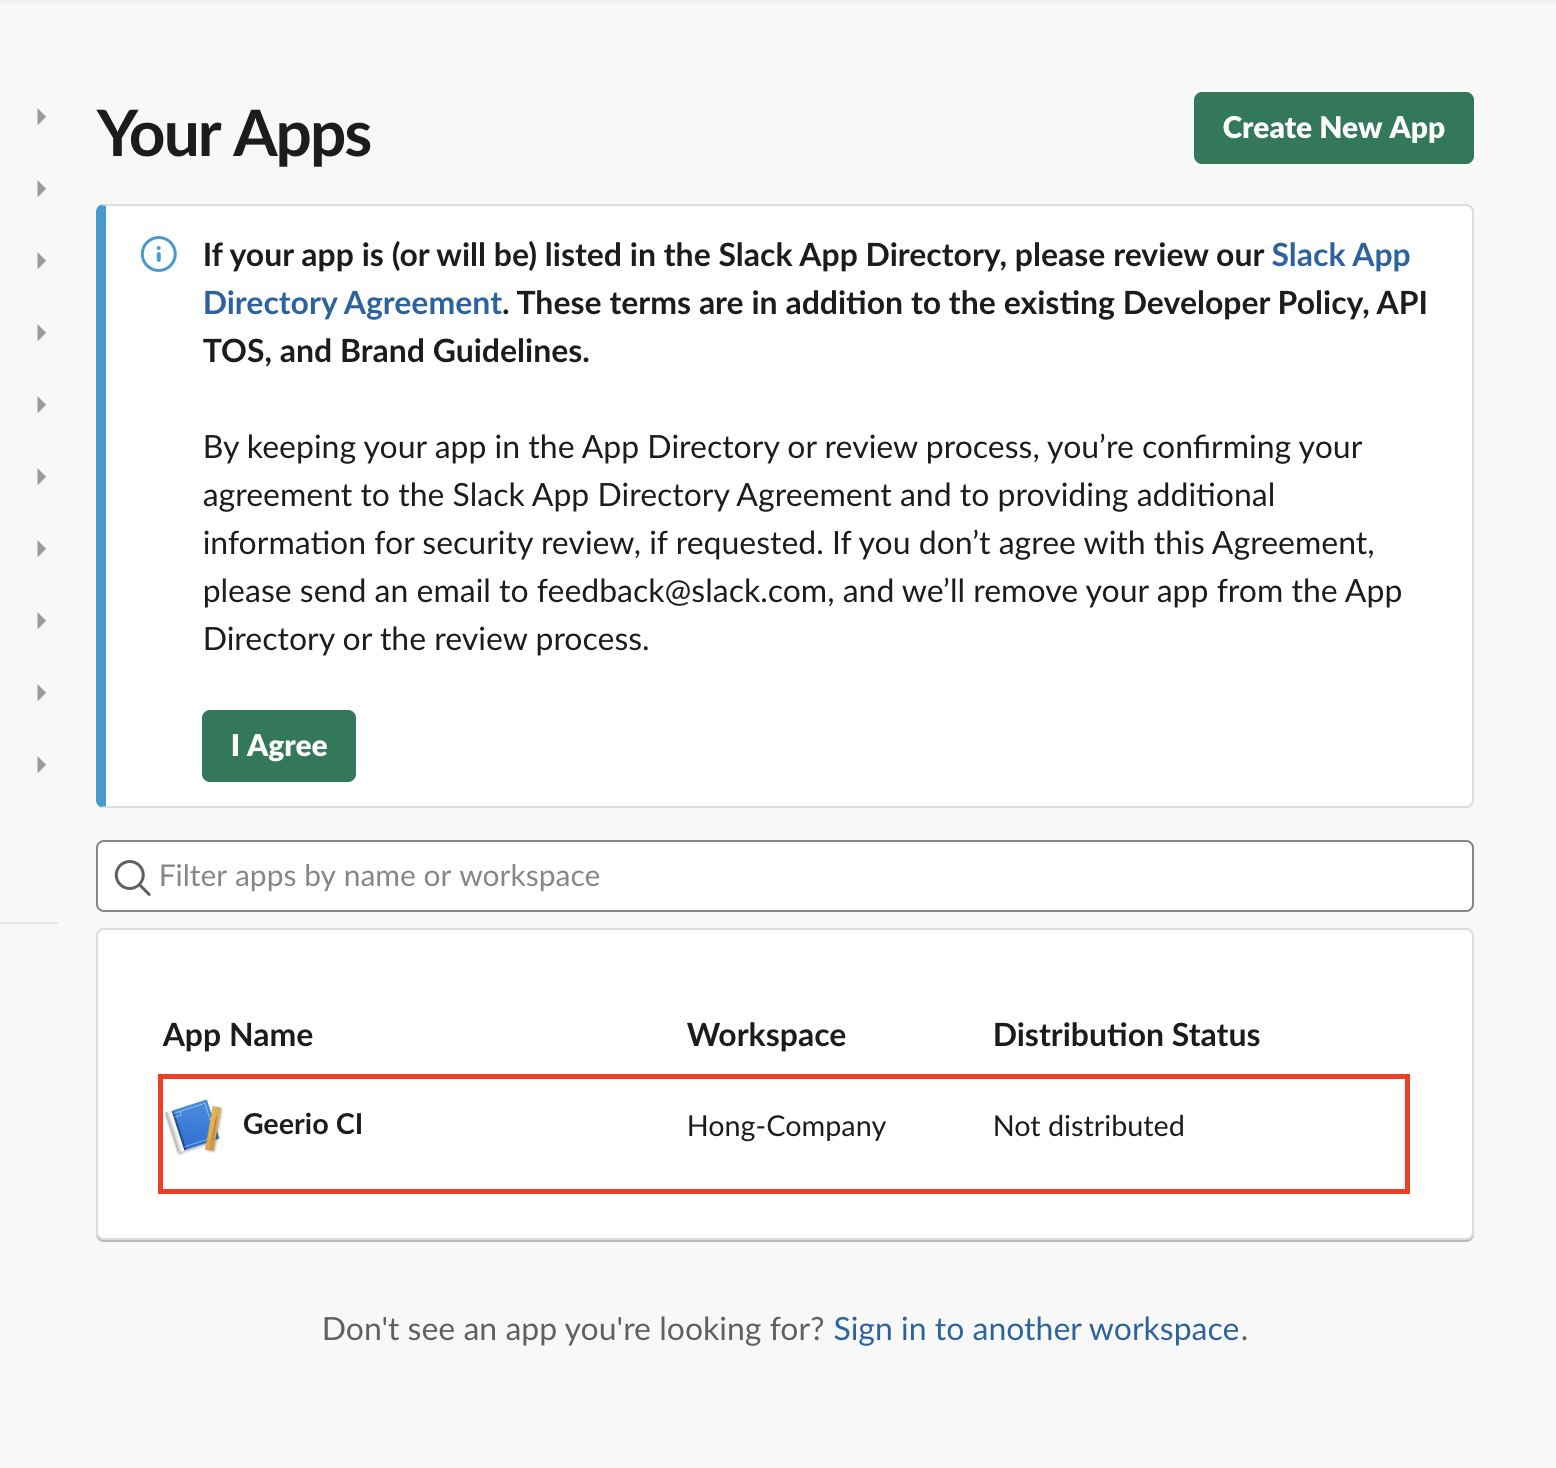 Your Apps
Create New App
If your app is (or will be) listed in the Slack App Directory, please review our Slack App
Directory Agreement. These terms are in addition to the existing Developer Policy, API
TOS, and Brand Guidelines.
By keeping your app in the App Directory or review process, you’re confirming your
agreement to the Slack App Directory Agreement and to providing additional
information for security review, if requested. If you don’t agree with this Agreement,
please send an email to feedback@slack.com, and we’ll remove your app from the App
Directory or the review process.
I Agree
Filter apps by name or workspace
App Name Workspace Distribution Status
Geerio CI Hong-Company Not distributed
Don't see an app you're looking for? Sign in to another workspace.